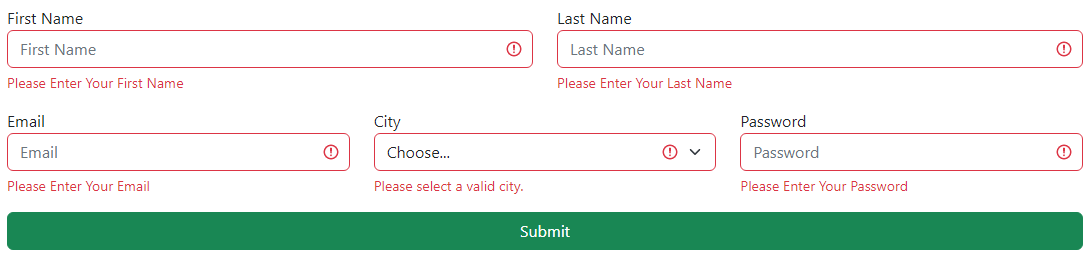 First Name Last Name
First Name Last Name
Please Enter Your First Name Please Enter Your Last Name
Email City Password
Email Choose... Password
Please Enter Your Email Please select a valid city. Please Enter Your Password
Submit